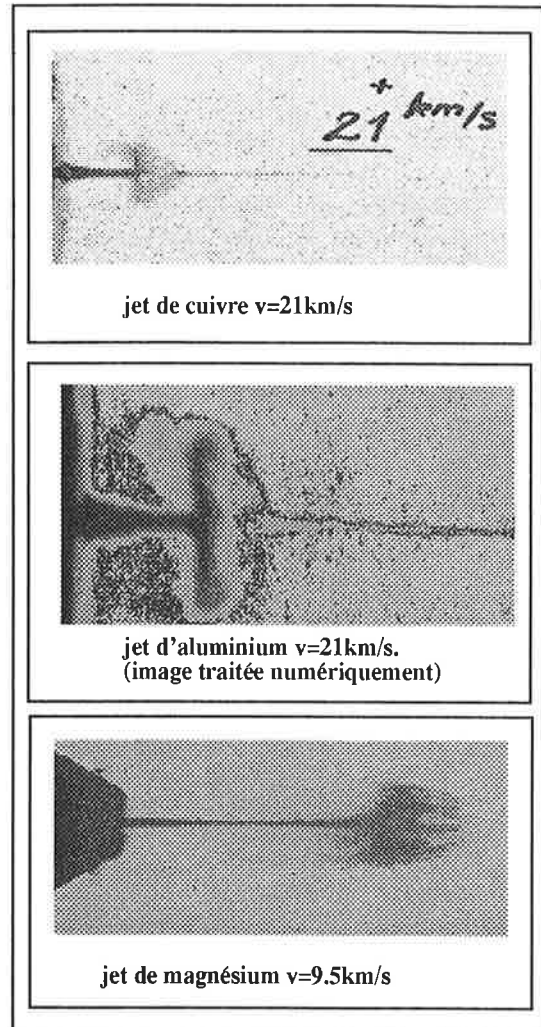 +
21 km/s
jet de cuivre v=21km/s
jet d'aluminium v=21km/s.
(image traitée numériquement)
jet de magnésium v=9.5km/s